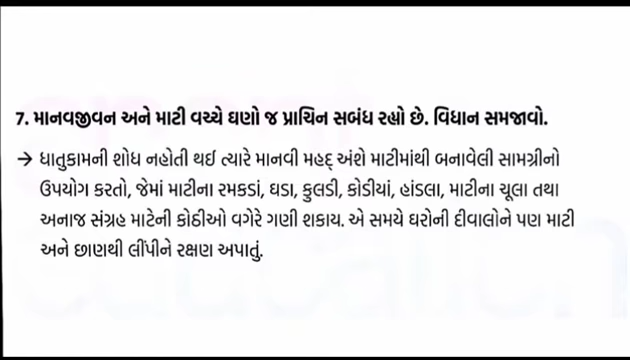 7. માનવજીવન અને માટી વચ્ચે ઘણો જ પ્રાચિન સબંધ રહ્યો છે. વિધાન સમજાવો.
→ ધાતુકામની શોધ નહોતી થઈ ત્યારે માનવી મહદ્ અંશે માટીમાંથી બનાવેલી સામગ્રીનો
ઉપયોગ કરતો, જેમાં માટીના રમકડાં, ઘડા, કુલડી, કોડીયાં, હાંડલા, માટીના ચૂલા તથા
અનાજ સંગ્રહ માટેની કોઠીઓ વગેરે ગણી શકાય. એ સમયે ઘરોની દીવાલોને પણ માટી
અને છાણથી લીંપીને રક્ષણ અપાતું.